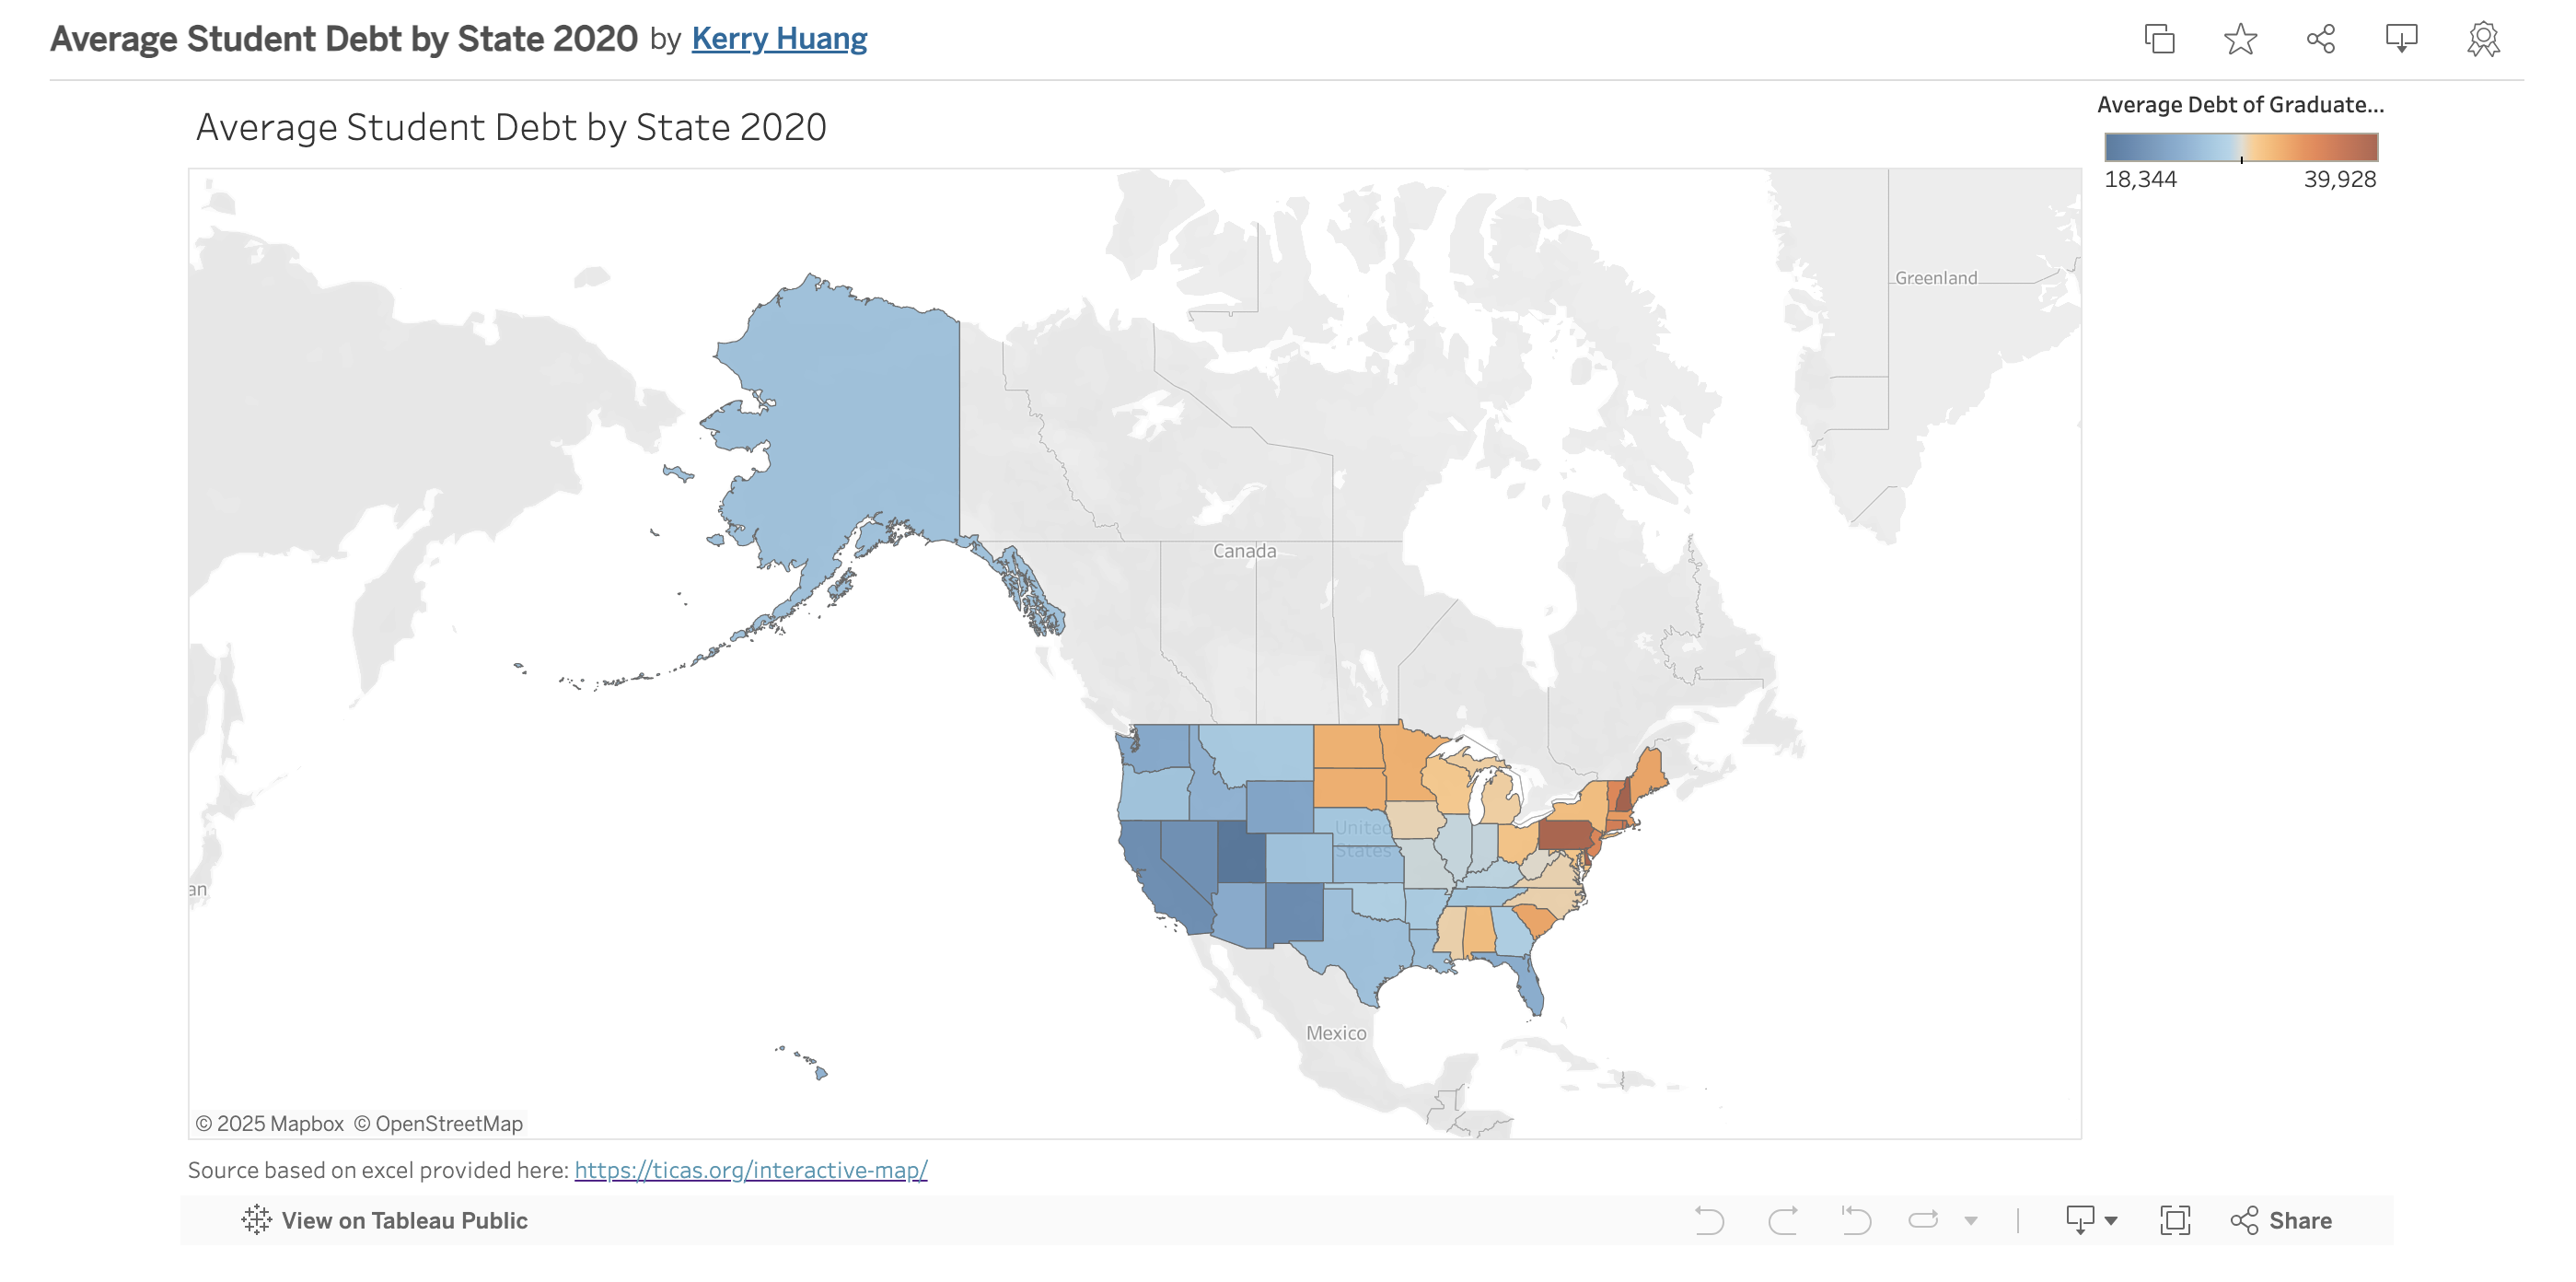 Average Student Debt by State 2020 by Kerry Huang
Average Debt of Graduate...
18,344 39,928
Average Student Debt by State 2020
Greenland
Canada
United
States
an
Mexico
© 2025 Mapbox © OpenStreetMap
Source based on excel provided here: https://ticas.org/interactive-map/
View on Tableau Public
Share